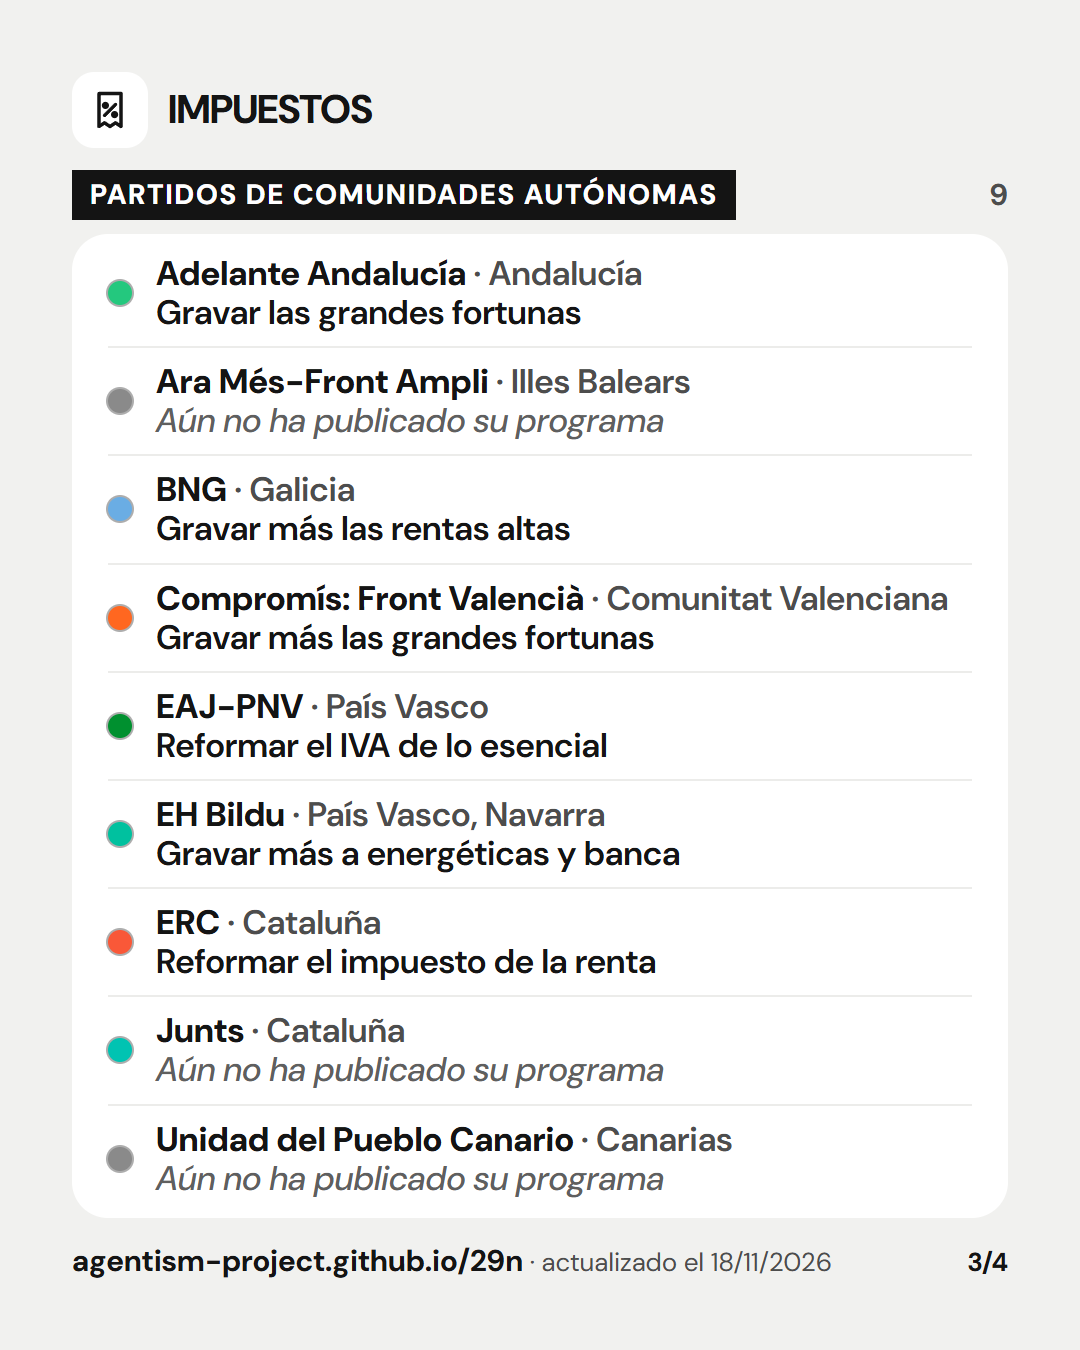 IMPUESTOS
PARTIDOS DE COMUNIDADES AUTÓNOMAS 9
Adelante Andalucía · Andalucía
Gravar las grandes fortunas
Ara Més-Front Ampli · Illes Balears
Aún no ha publicado su programa
BNG · Galicia
Gravar más las rentas altas
Compromís: Front Valencià · Comunitat Valenciana
Gravar más las grandes fortunas
EAJ-PNV · País Vasco
Reformar el IVA de lo esencial
EH Bildu · País Vasco, Navarra
Gravar más a energéticas y banca
ERC · Cataluña
Reformar el impuesto de la renta
Junts · Cataluña
Aún no ha publicado su programa
Unidad del Pueblo Canario · Canarias
Aún no ha publicado su programa
agentism-project.github.io/29n · actualizado el 18/11/2026 3/4